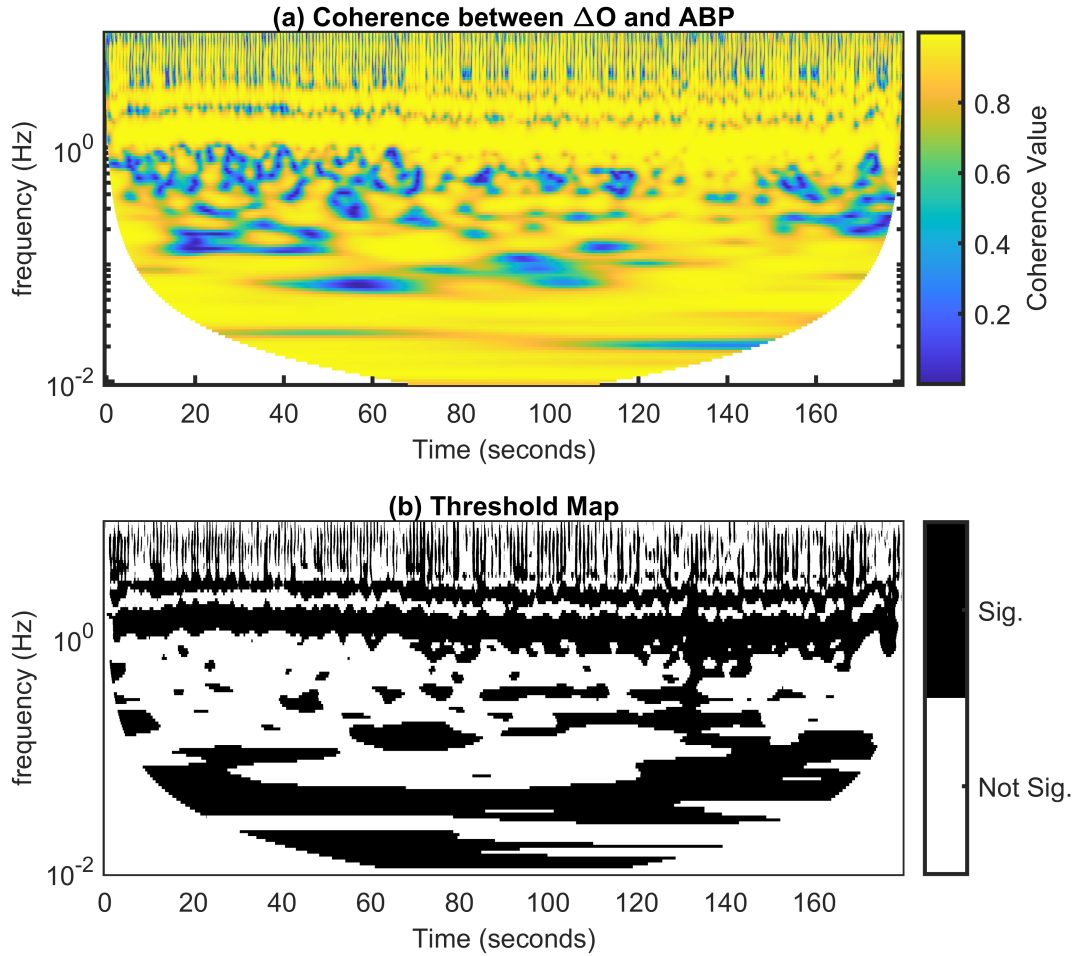 (a) Coherence between ΔO and ABP
frequency (Hz)
10^0
10^-2
0 20 40 60 80 100 120 140 160
Time (seconds)
0.8
0.6
0.4
0.2
Coherence Value
(b) Threshold Map
frequency (Hz)
10^0
10^-2
0 20 40 60 80 100 120 140 160
Time (seconds)
Sig.
Not Sig.